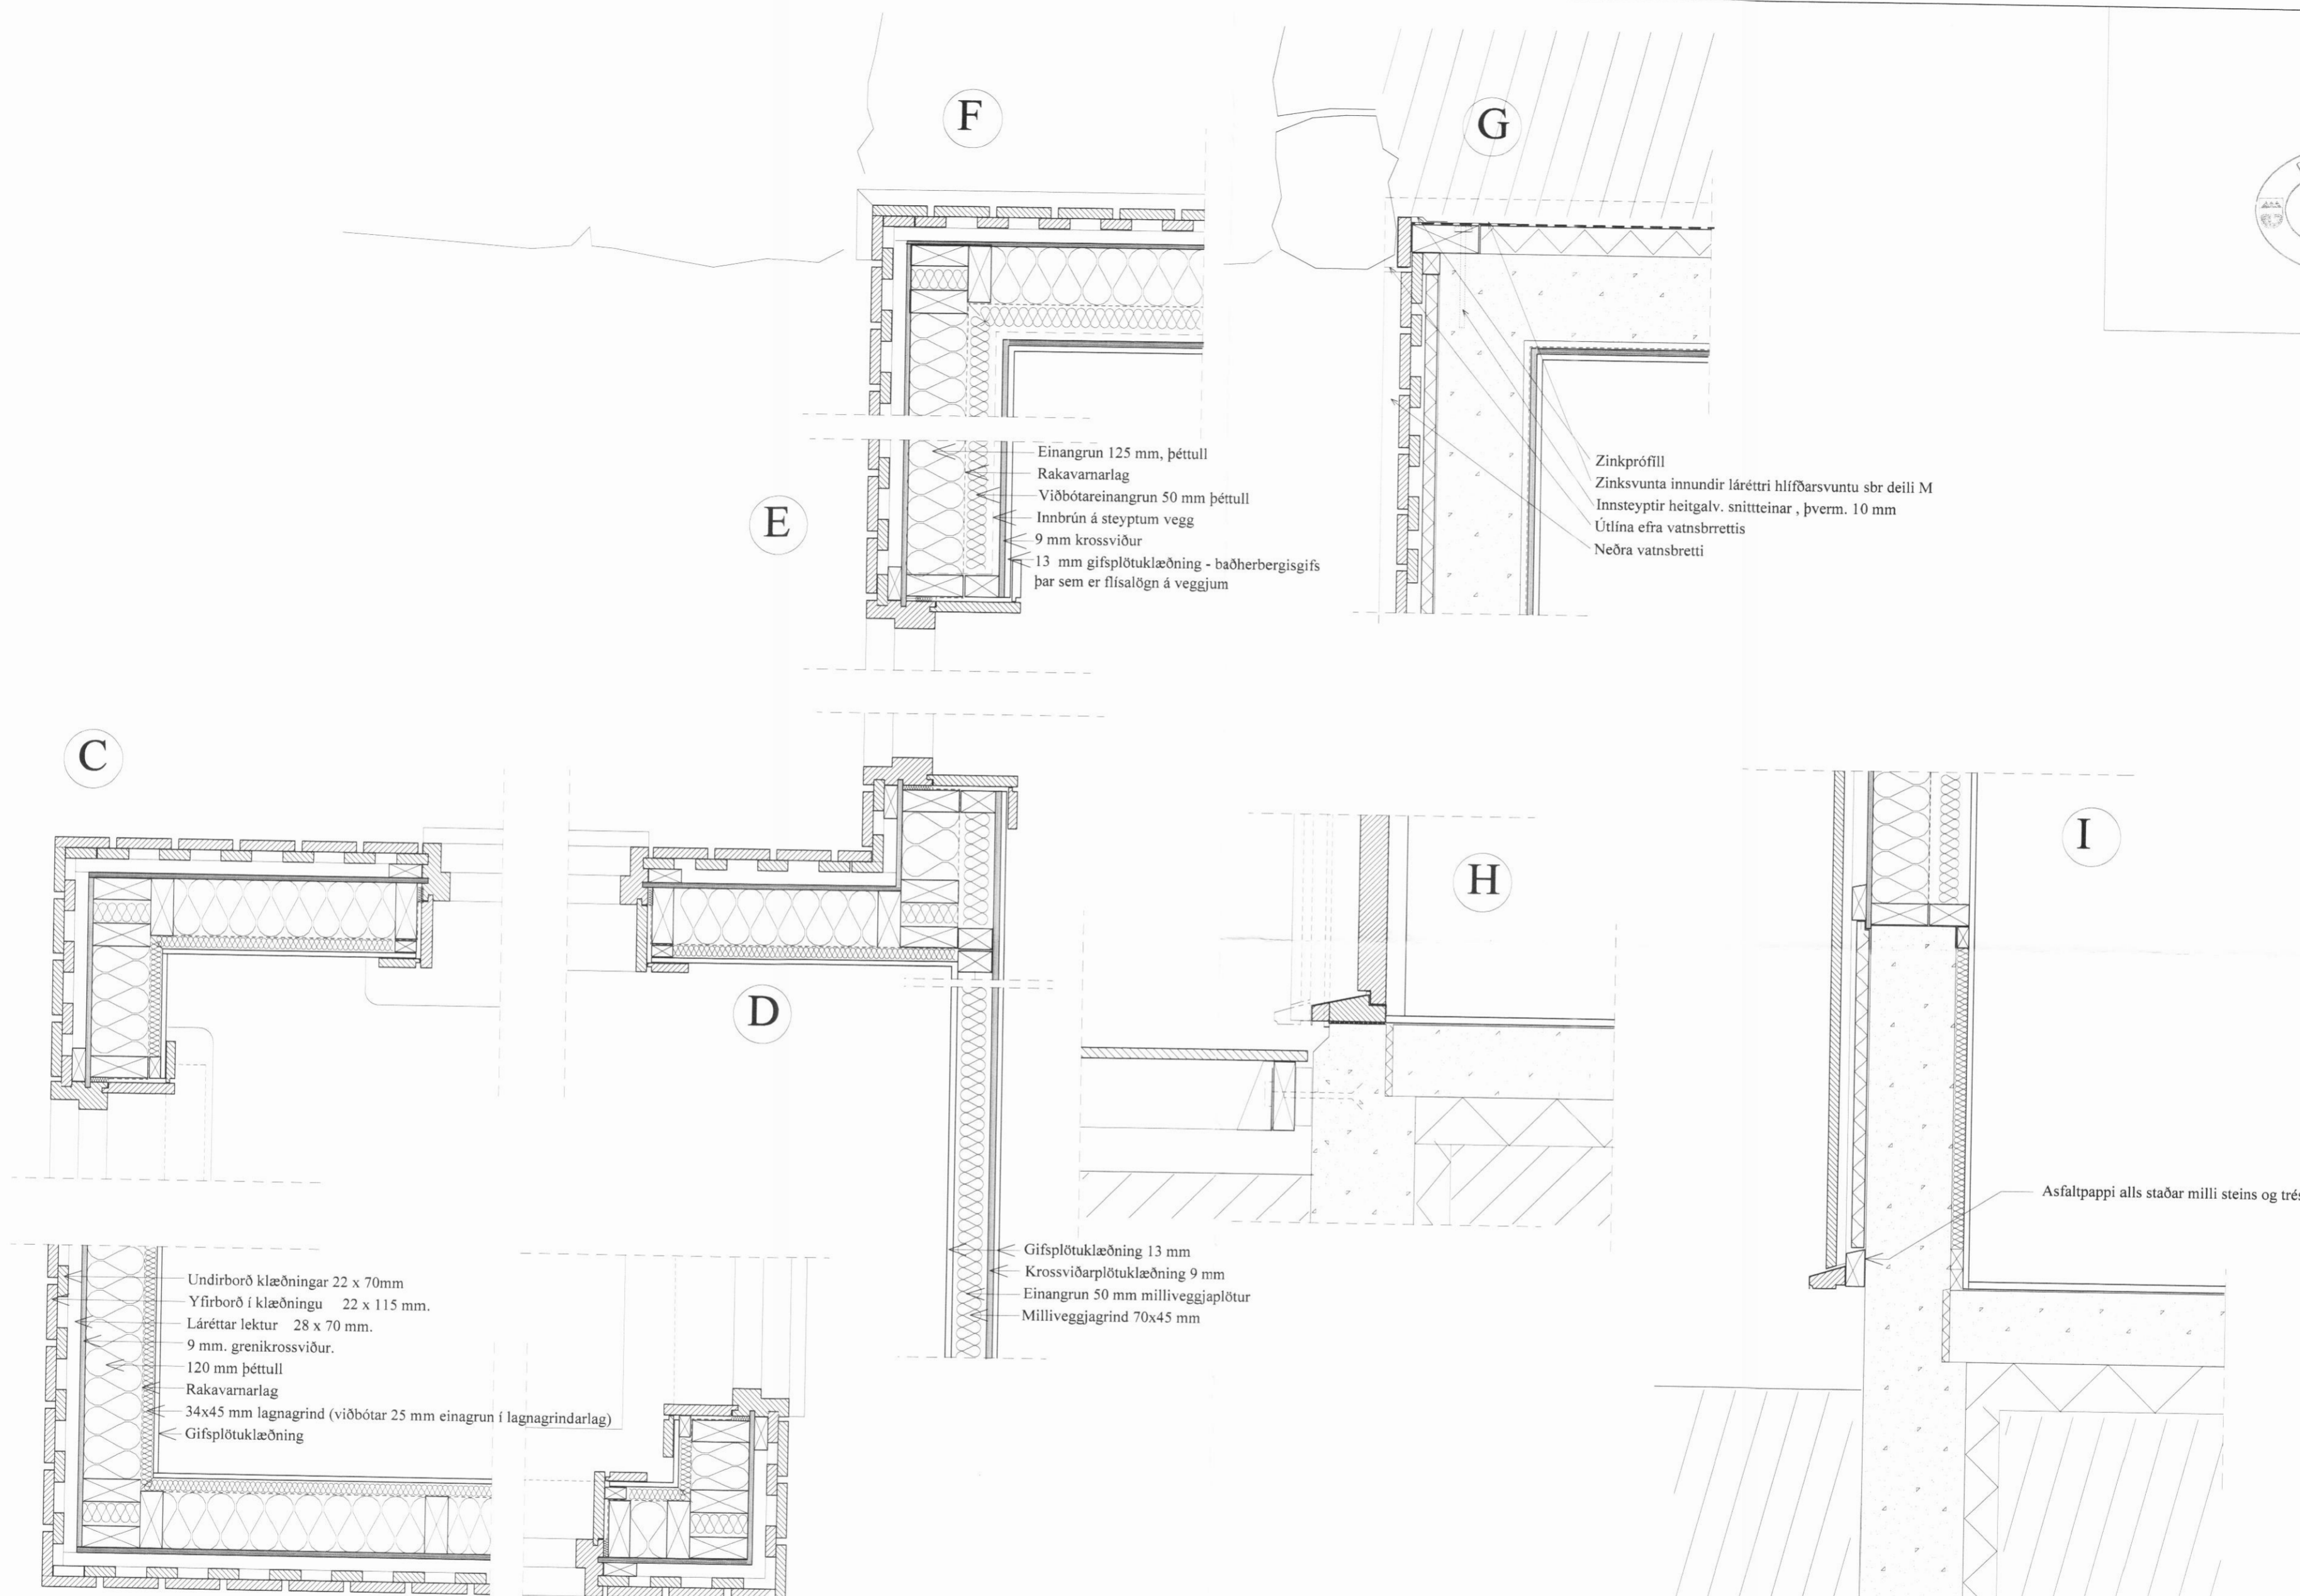 F
G
Einangrun 125 mm, þéttull
Rakavarnarlag
Viðbótareinangrun 50 mm þéttull
Innbrún á steyptum vegg
9 mm krossviður
13 mm gifsplötuklæðning - baðherbergisgifs
þar sem er flísalögn á veggjum
E
Zinkprófíll
Zinksvunta innundir láréttri hlífðarsvuntu sbr deili M
Innsteyptir heitgalv. snittteinar , þverm. 10 mm
Útlína efra vatnsbrrettis
Neðra vatnsbretti
C
D
H
I
Asfaltpappi alls staðar milli steins og trés
Gifsplötuklæðning 13 mm
Krossviðarplötuklæðning 9 mm
Einangrun 50 mm milliveggjaplötur
Milliveggjagrind 70x45 mm
Undirborð klæðningar 22 x 70mm
Yfirborð í klæðningu 22 x 115 mm.
Láréttar lektur 28 x 70 mm.
9 mm. grenikrossviður.
120 mm þéttull
Rakavarnarlag
34x45 mm lagnagrind (viðbótar 25 mm einagrun í lagnagrindarlag)
Gifsplötuklæðning